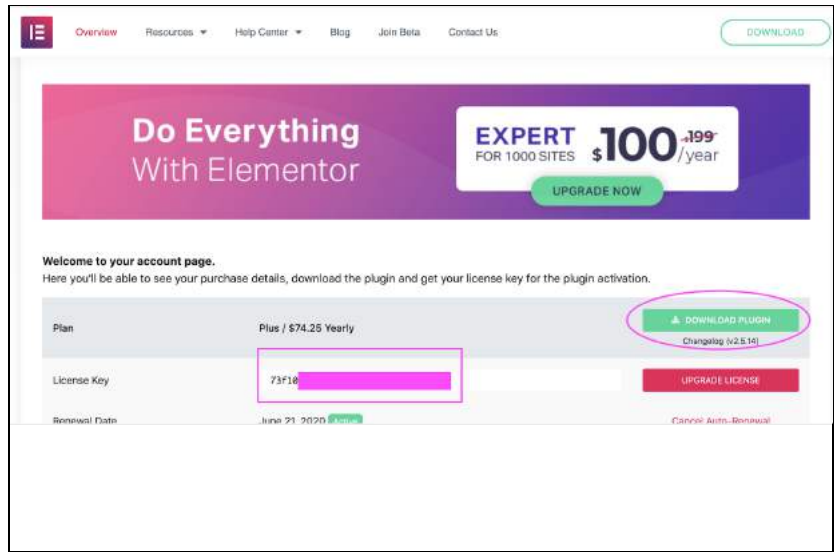 Overview Resources Help Center Blog Join Beta Contact Us DOWNLOAD
Do Everything
With Elementor
EXPERT
FOR 1000 SITES
$100 $199 /year
UPGRADE NOW
Welcome to your account page.
Here you'll be able to see your purchase details, download the plugin and get your license key for the plugin activation.
Plan Plus / $74.25 Yearly DOWNLOAD PLUGIN
Changelog (v2.5.14)
License Key 73f10 UPGRADE LICENSE
Renewal Date June 21, 2020 Active Cancel Auto-Renewal